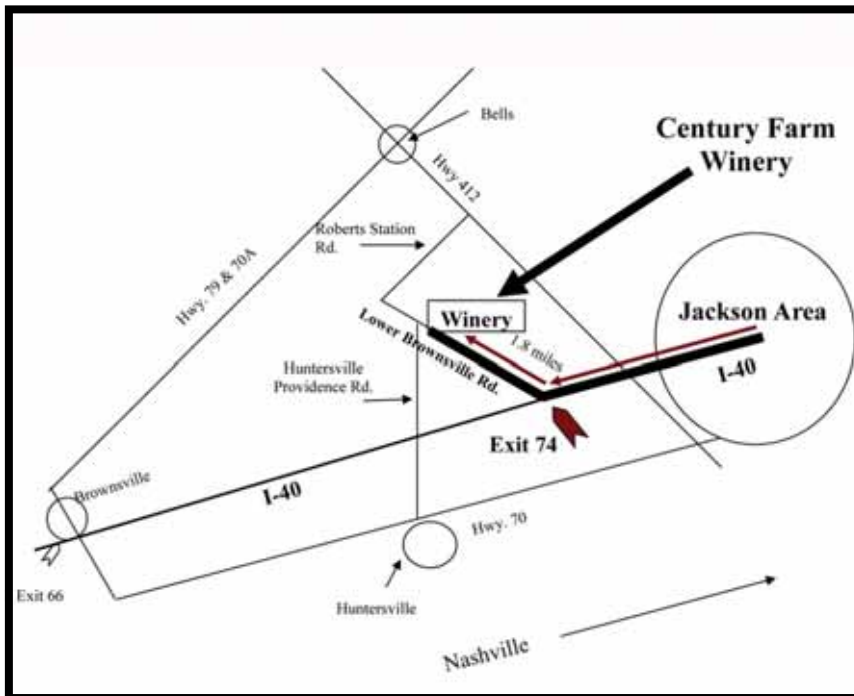 Bells
Century Farm
Winery
Hwy 412
Roberts Station
Rd.
Hwy. 79 & 70A
Winery
Jackson Area
Lower Brownsville Rd.
1.8 miles
I-40
Huntersville
Providence Rd.
Exit 74
Brownsville
I-40
Hwy. 70
Exit 66
Huntersville
Nashville